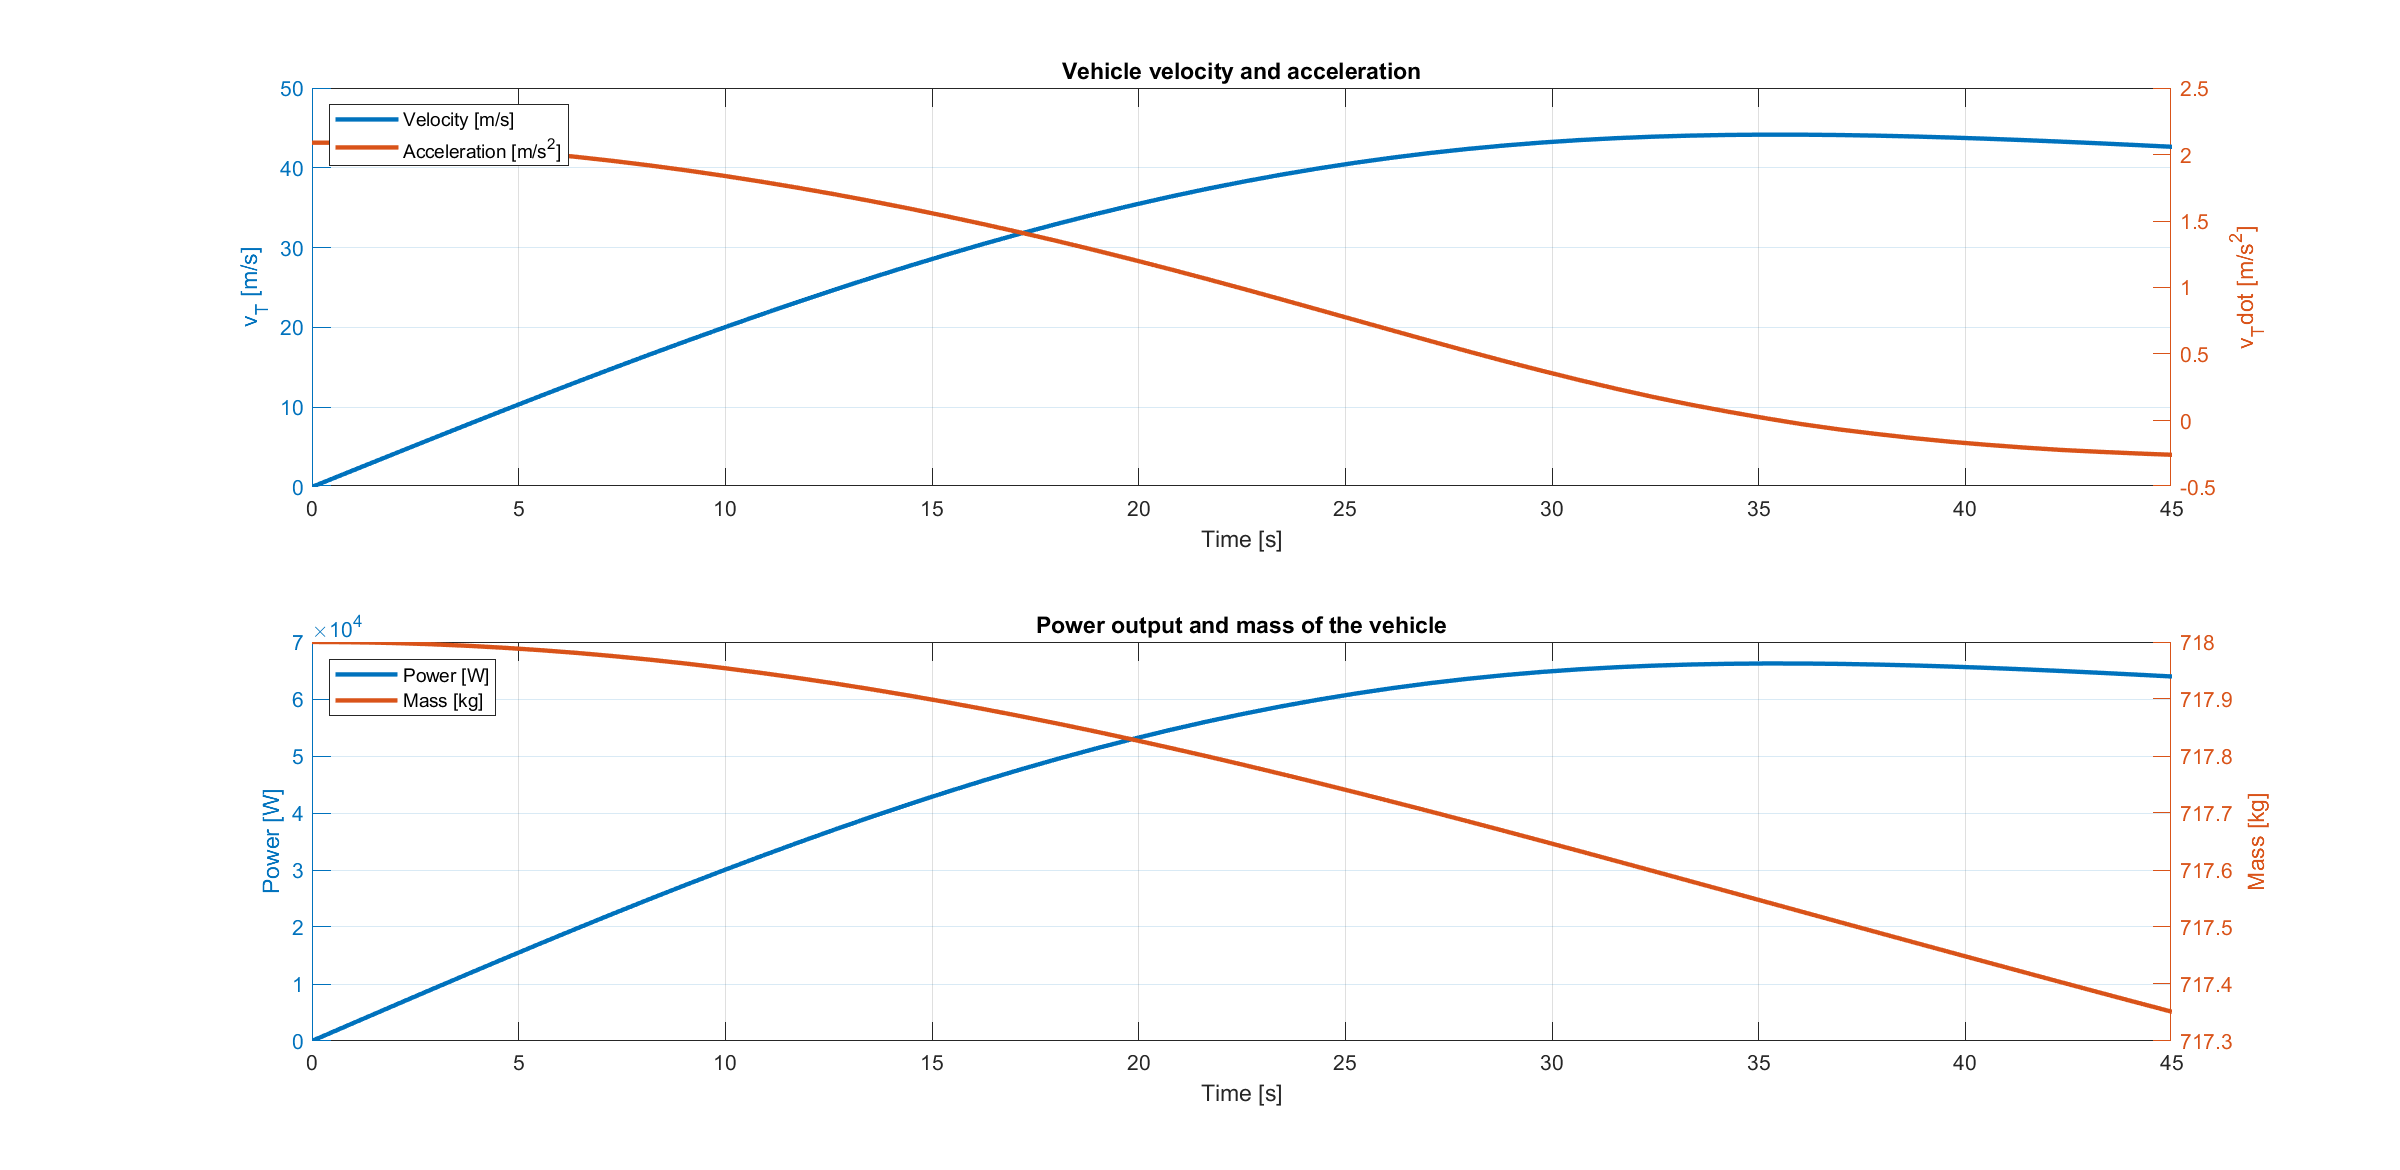 Vehicle velocity and acceleration
50
40
30
20
10
0
v_T [m/s]
Velocity [m/s]
Acceleration [m/s^2]
2.5
2
1.5
1
0.5
0
-0.5
v_Tdot [m/s^2]
0 5 10 15 20 25 30 35 40 45
Time [s]
Power output and mass of the vehicle
×10^4
7
6
5
4
3
2
1
0
Power [W]
Power [W]
Mass [kg]
718
717.9
717.8
717.7
717.6
717.5
717.4
717.3
Mass [kg]
0 5 10 15 20 25 30 35 40 45
Time [s]